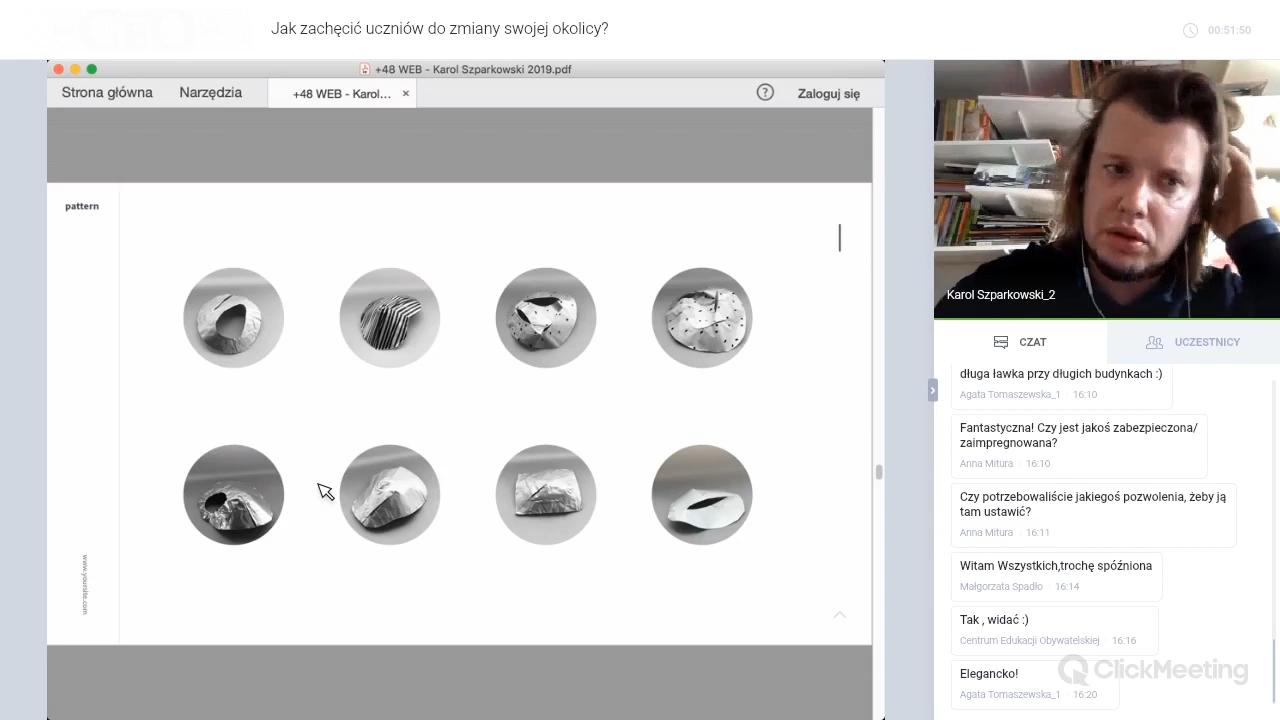 Jak zachęcić uczniów do zmiany swojej okolicy?
00:51:50
+48 WEB - Karol Szparkowski 2019.pdf
Strona główna
Narzędzia
+48 WEB - Karol... ×
?
Zaloguj się
pattern
www.yoursite.com
Karol Szparkowski_2
CZAT
UCZESTNICY
długa ławka przy długich budynkach :)
Agata Tomaszewska_1 · 16:10
Fantastyczna! Czy jest jakoś zabezpieczona/
zaimpregnowana?
Anna Mitura · 16:10
Czy potrzebowaliście jakiegoś pozwolenia, żeby ją
tam ustawić?
Anna Mitura · 16:11
Witam Wszystkich,trochę spóźniona
Małgorzata Spadło · 16:14
Tak , widać :)
Centrum Edukacji Obywatelskiej · 16:16
Elegancko!
Agata Tomaszewska_1 · 16:20
ClickMeeting